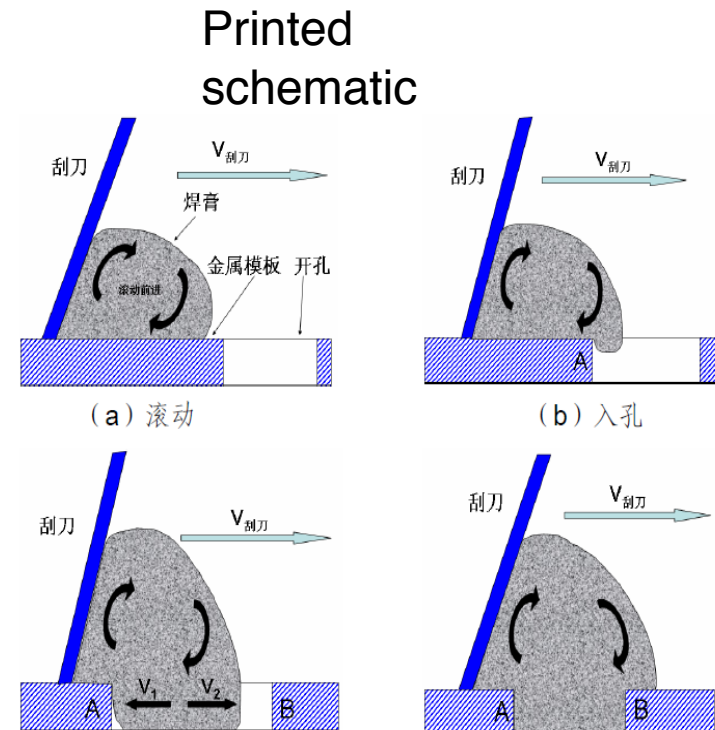 Printed
schematic
刮刀
V刮刀
焊膏
金属模板
开孔
滚动前进
(a)滚动
刮刀
V刮刀
A
(b)入孔
刮刀
V刮刀
A
V1
V2
B
刮刀
V刮刀
A
B